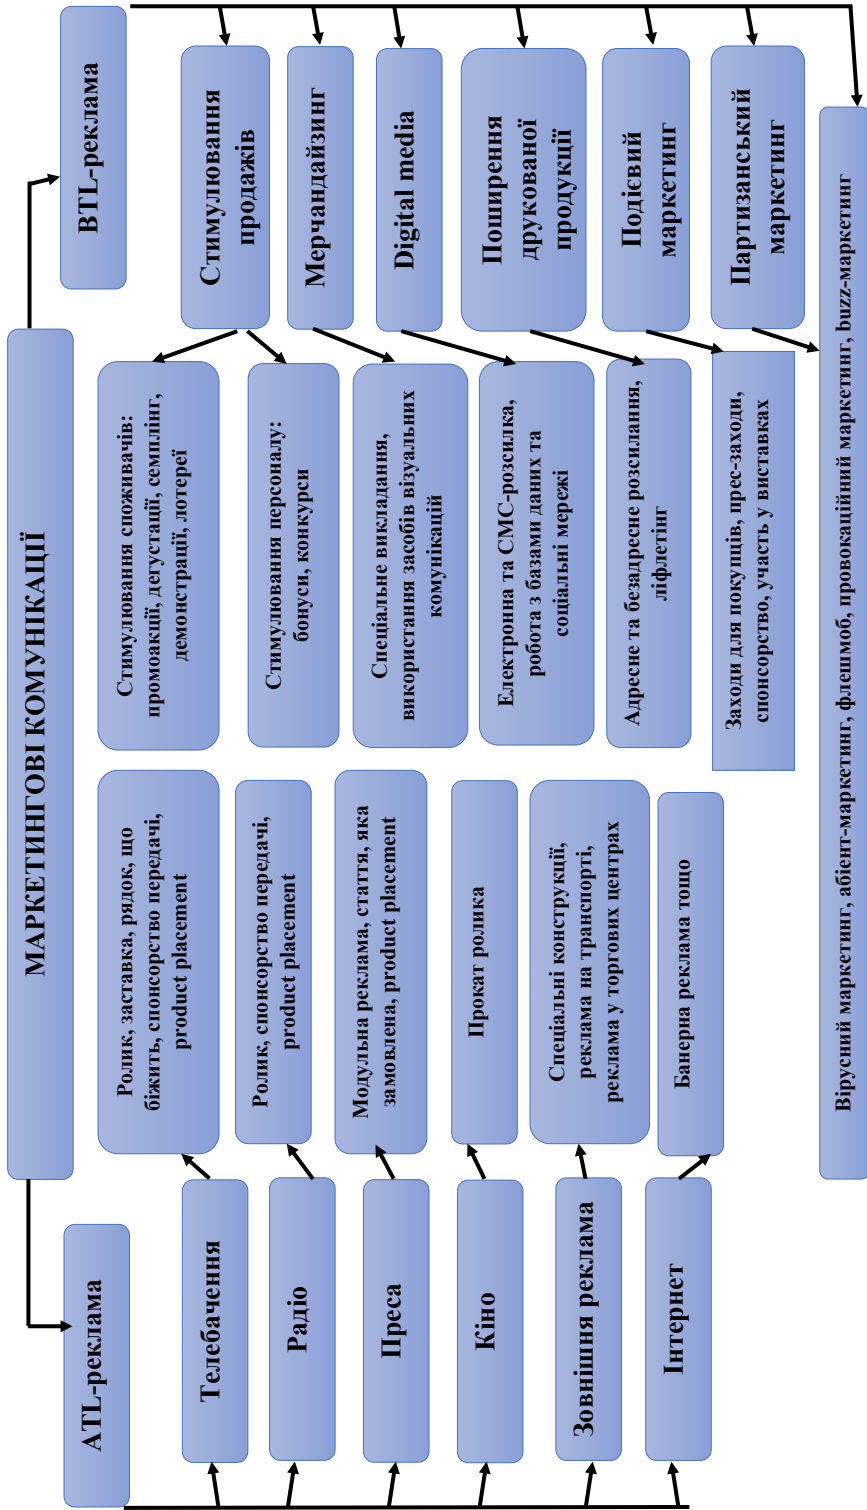 МАРКЕТИНГОВІ КОМУНІКАЦІЇ
ATL-реклама
BTL-реклама
Телебачення
Ролик, заставка, рядок, що
біжить, спонсорство передачі,
product placement
Радіо
Ролик, спонсорство передачі,
product placement
Преса
Модульна реклама, стаття, яка
замовлена, product placement
Кіно
Прокат ролика
Зовнішня реклама
Спеціальні конструкції,
реклама на транспорті,
реклама у торгових центрах
Інтернет
Банерна реклама тощо
Стимулювання споживачів:
промоакції, дегустації, семплінг,
демонстрації, лотереї
Стимулювання персоналу:
бонуси, конкурси
Стимулювання
продажів
Спеціальне викладання,
використання засобів візуальних
комунікацій
Мерчандайзинг
Електронна та СМС-розсилка,
робота з базами даних та
соціальні мережі
Digital media
Адресне та безадресне розсилання,
ліфлетінг
Поширення
друкованої
продукції
Заходи для покупців, прес-заходи,
спонсорство, участь у виставках
Подієвий
маркетинг
Партизанський
маркетинг
Вірусний маркетинг, абіент-маркетинг, флешмоб, провокаційний маркетинг, buzz-маркетинг